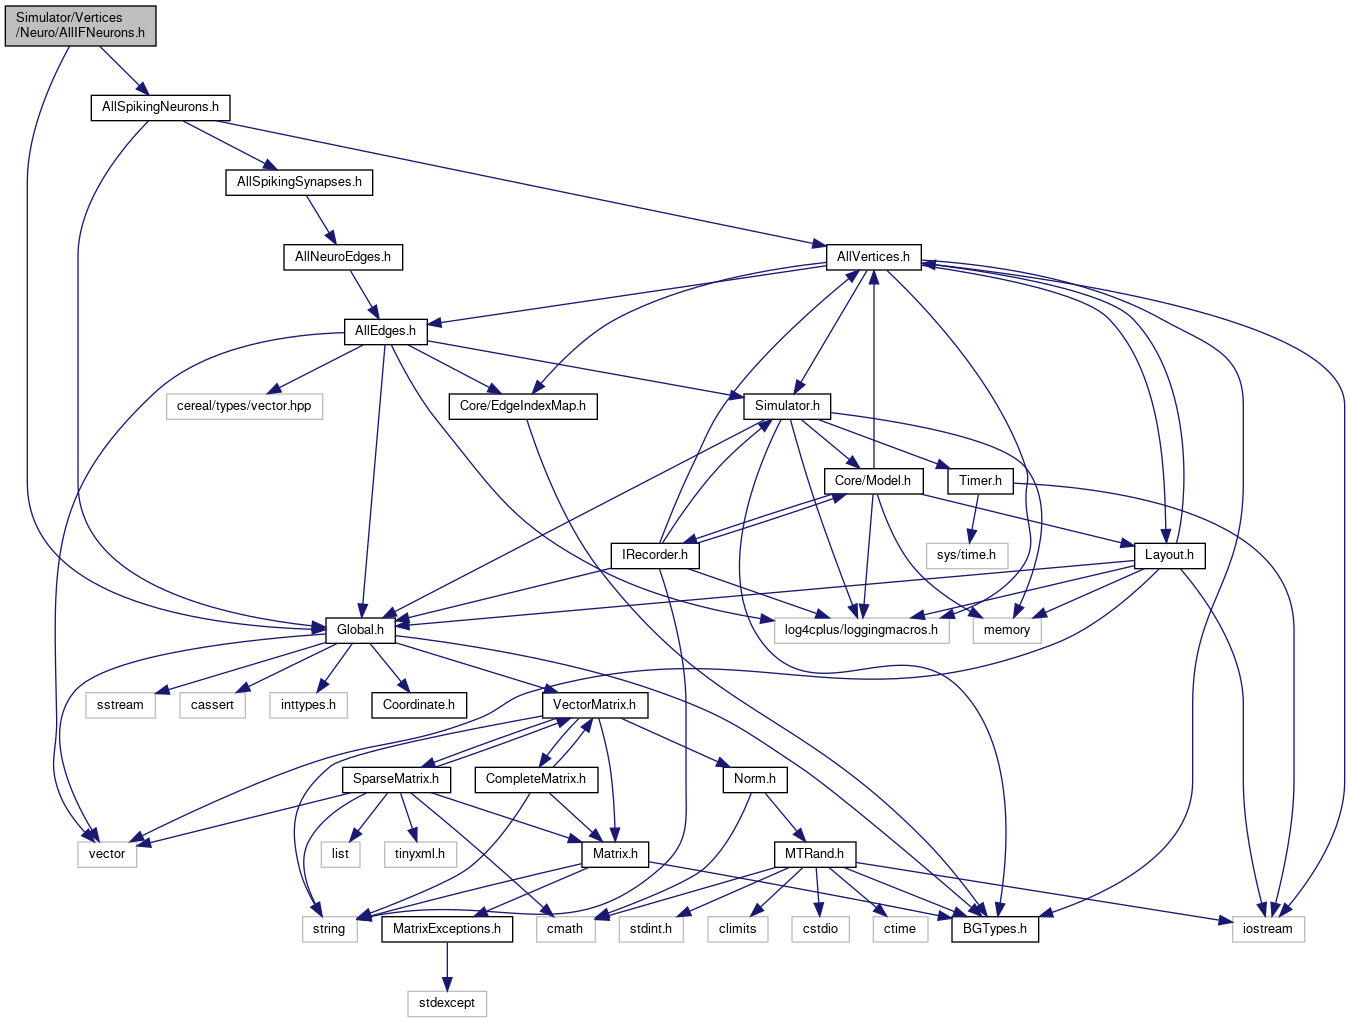 Simulator/Vertices
/Neuro/AllIFNeurons.h
AllSpikingNeurons.h
AllSpikingSynapses.h
AllNeuroEdges.h
AllVertices.h
AllEdges.h
cereal/types/vector.hpp
Core/EdgeIndexMap.h
Simulator.h
Core/Model.h
Timer.h
IRecorder.h
sys/time.h
Layout.h
Global.h
log4cplus/loggingmacros.h
memory
sstream
cassert
inttypes.h
Coordinate.h
VectorMatrix.h
SparseMatrix.h
CompleteMatrix.h
Norm.h
vector
list
tinyxml.h
Matrix.h
MTRand.h
string
MatrixExceptions.h
cmath
stdint.h
climits
cstdio
ctime
BGTypes.h
iostream
stdexcept